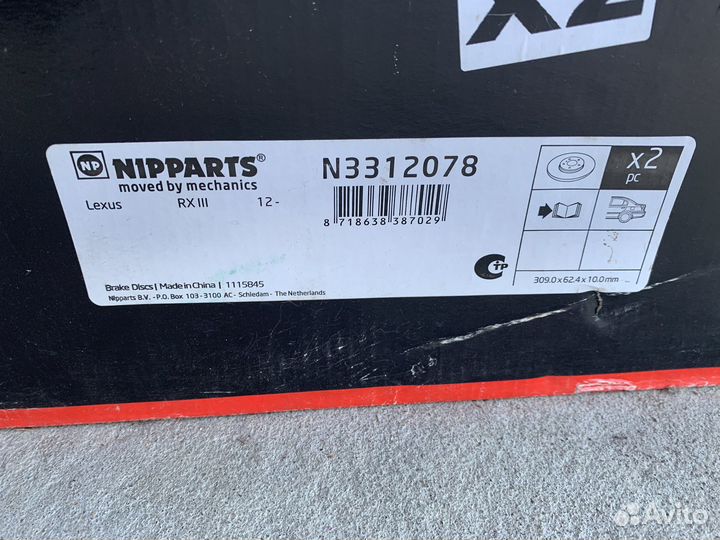 X2
NP NIPPARTS®
moved by mechanics
Lexus RX III 12-
N3312078
8 718638 387029
x2
pc
CTP
309.0 x 62.4 x 10.0 mm
Brake Discs | Made in China | 1115845
Nipparts B.V. - P.O. Box 103-3100 AC - Schiedam - The Netherlands
Avito